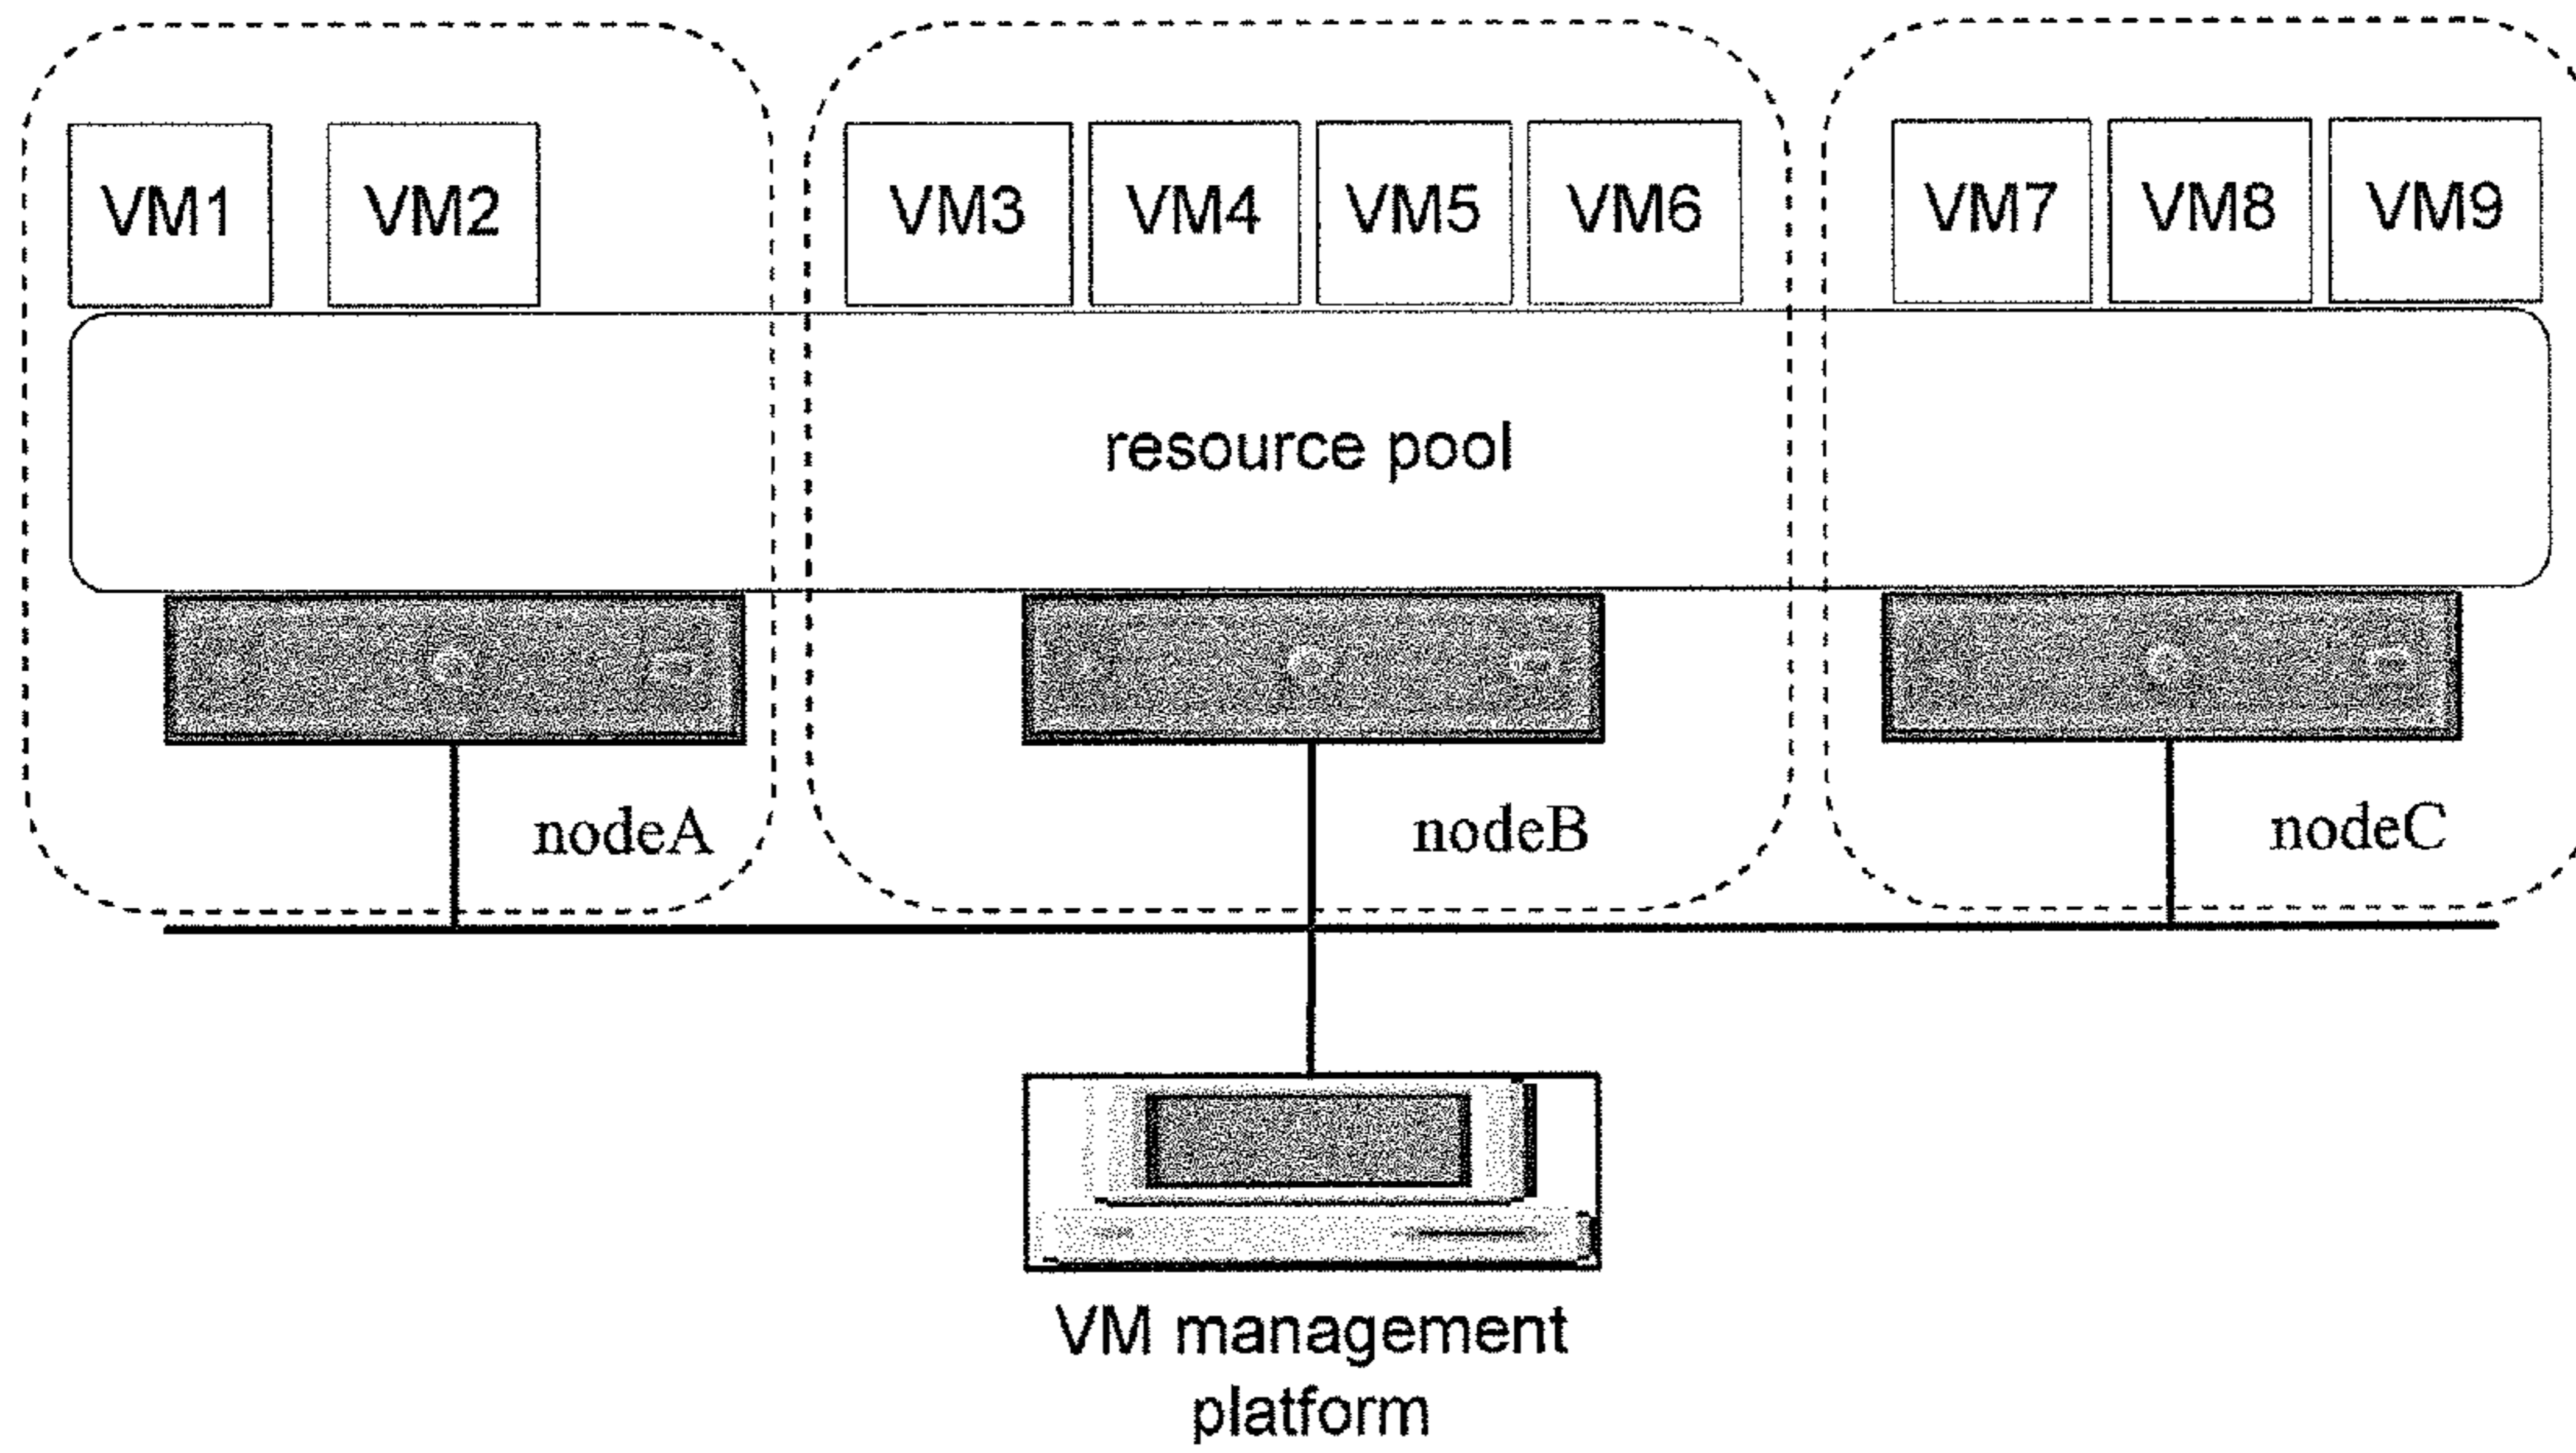 VM1 VM2 VM3 VM4 VM5 VM6 VM7 VM8 VM9
resource pool
nodeA nodeB nodeC
VM management
platform